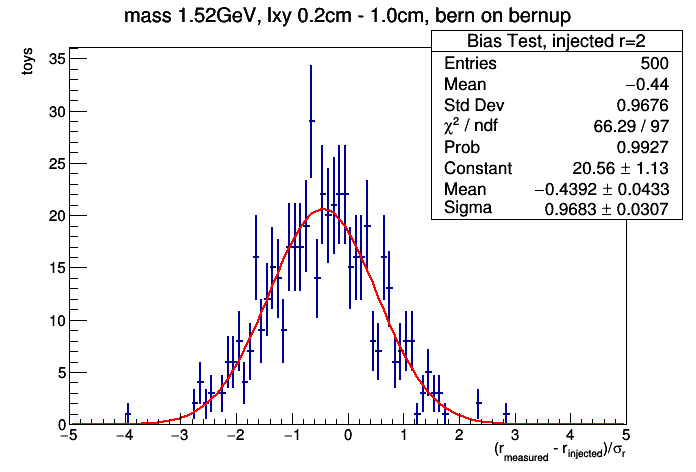 mass 1.52GeV, lxy 0.2cm - 1.0cm, bern on bernup
Bias Test, injected r=2
Entries 500
Mean −0.44
Std Dev 0.9676
χ² / ndf 66.29 / 97
Prob 0.9927
Constant 20.56 ± 1.13
Mean −0.4392 ± 0.0433
Sigma 0.9683 ± 0.0307
toys
35
30
25
20
15
10
5
0
−5 −4 −3 −2 −1 0 1 2 3 4 5
(r_measured - r_injected)/σ_r